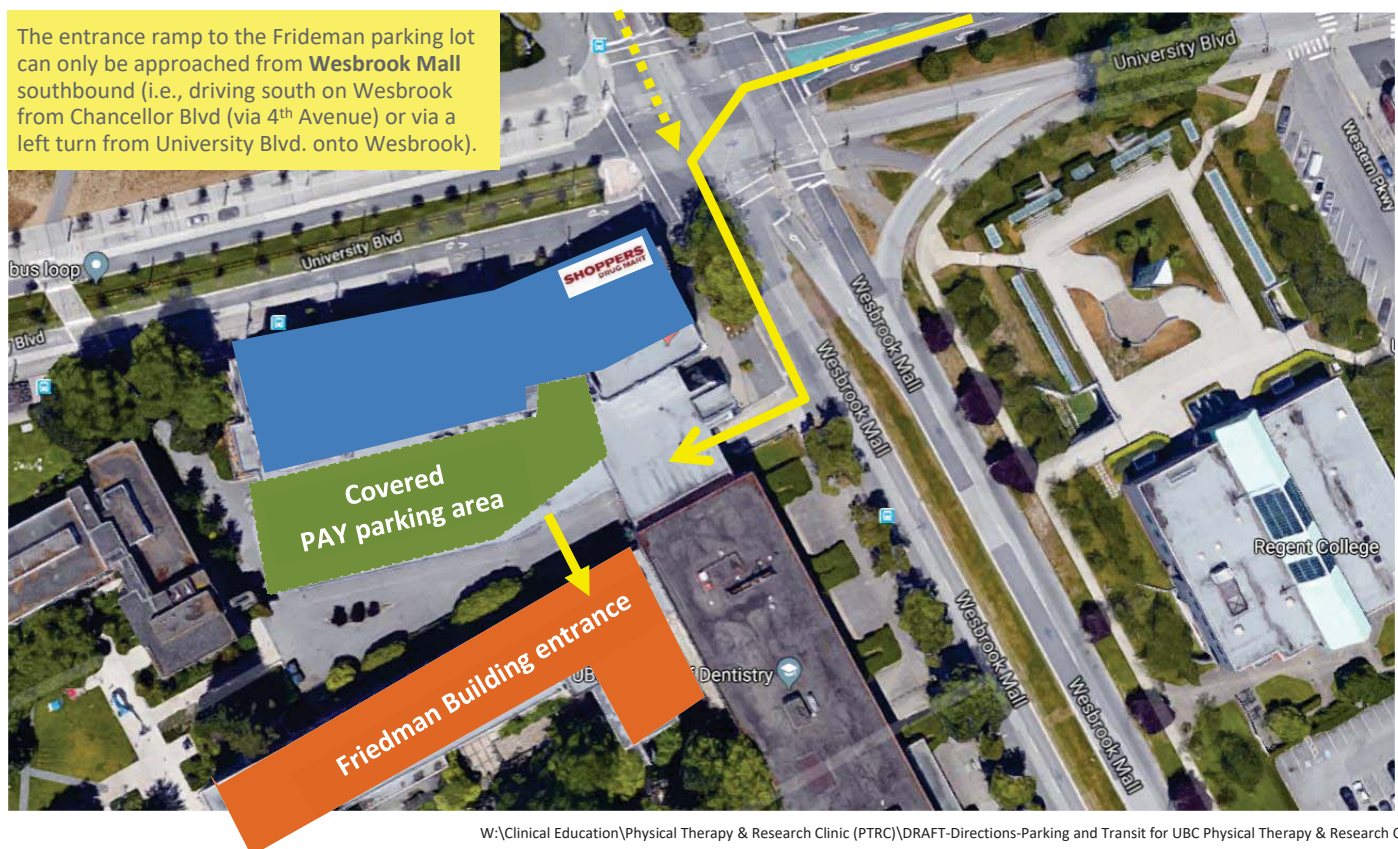 The entrance ramp to the Frideman parking lot
can only be approached from Wesbrook Mall
southbound (i.e., driving south on Wesbrook
from Chancellor Blvd (via 4th Avenue) or via a
left turn from University Blvd. onto Wesbrook).
University Blvd
Western Pkwy
bus loop
University Blvd
SHOPPERS
DRUG MART
Blvd
Wesbrook Mall
Wesbrook Mall
Covered
PAY parking area
Regent College
Friedman Building entrance
UB
Dentistry
Wesbrook Mall
Wesbrook Mall
W:\Clinical Education\Physical Therapy & Research Clinic (PTRC)\DRAFT-Directions-Parking and Transit for UBC Physical Therapy & Research C